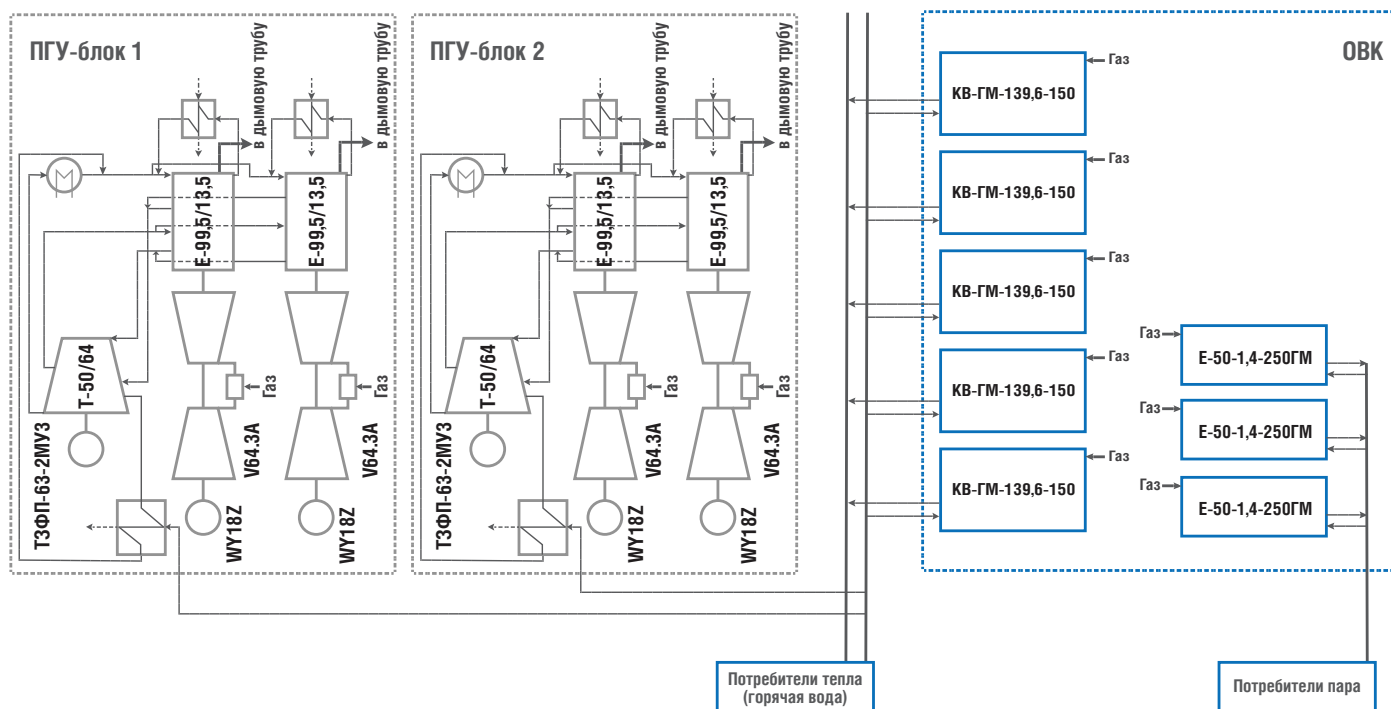 ПГУ-блок 1
в дымовую трубу
в дымовую трубу
Е-99,5/13,5
Е-99,5/13,5
Т-50/64
ТЗФП-63-2МУЗ
Газ
Газ
V64.3A
V64.3A
WY18Z
WY18Z
ПГУ-блок 2
в дымовую трубу
в дымовую трубу
Е-99,5/13,5
Е-99,5/13,5
Т-50/64
ТЗФП-63-2МУЗ
Газ
Газ
V64.3A
V64.3A
WY18Z
WY18Z
ОВК
Газ
КВ-ГМ-139,6-150
Газ
КВ-ГМ-139,6-150
Газ
КВ-ГМ-139,6-150
Газ
КВ-ГМ-139,6-150
Газ
КВ-ГМ-139,6-150
Газ
Е-50-1,4-250ГМ
Газ
Е-50-1,4-250ГМ
Газ
Е-50-1,4-250ГМ
Потребители тепла
(горячая вода)
Потребители пара